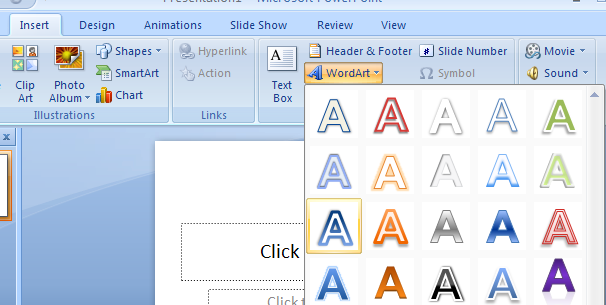 Presentation1 - Microsoft PowerPoint
Insert Design Animations Slide Show Review View
Clip Art
Photo Album
Shapes
SmartArt
Chart
Illustrations
Hyperlink
Action
Links
Text Box
Header & Footer
WordArt
Slide Number
Symbol
Movie
Sound
x
A A A A A
A A A A A
A A A A A
A A A A A
Click
Click t